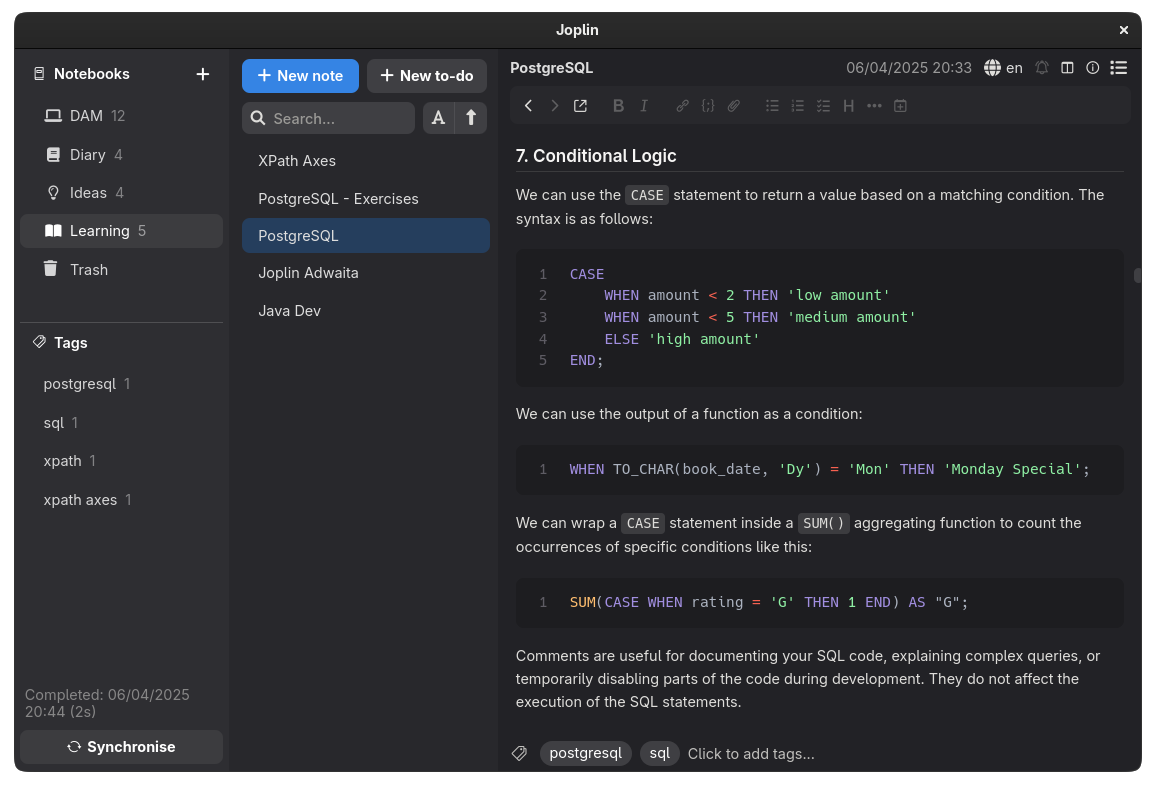 Joplin
Notebooks
DAM 12
Diary 4
Ideas 4
Learning 5
Trash
Tags
postgresql 1
sql 1
xpath 1
xpath axes 1
Completed: 06/04/2025
20:44 (2s)
Synchronise
New note
New to-do
Search...
A
XPath Axes
PostgreSQL - Exercises
PostgreSQL
Joplin Adwaita
Java Dev
PostgreSQL 06/04/2025 20:33 en
B I {;} H
7. Conditional Logic
We can use the CASE statement to return a value based on a matching condition. The
syntax is as follows:
1 CASE
2 WHEN amount < 2 THEN 'low amount'
3 WHEN amount < 5 THEN 'medium amount'
4 ELSE 'high amount'
5 END;
We can use the output of a function as a condition:
1 WHEN TO_CHAR(book_date, 'Dy') = 'Mon' THEN 'Monday Special';
We can wrap a CASE statement inside a SUM() aggregating function to count the
occurrences of specific conditions like this:
1 SUM(CASE WHEN rating = 'G' THEN 1 END) AS "G";
Comments are useful for documenting your SQL code, explaining complex queries, or
temporarily disabling parts of the code during development. They do not affect the
execution of the SQL statements.
postgresql sql Click to add tags...